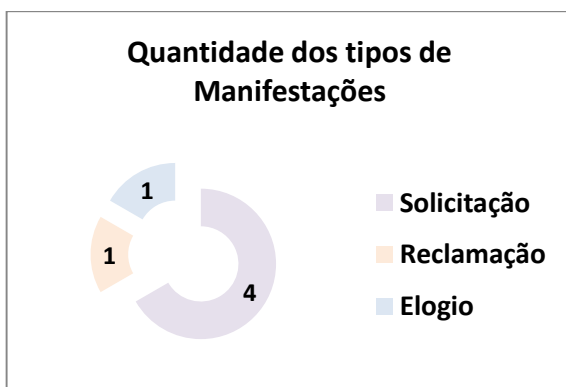 Quantidade dos tipos de
Manifestações
1
1
4
Solicitação
Reclamação
Elogio